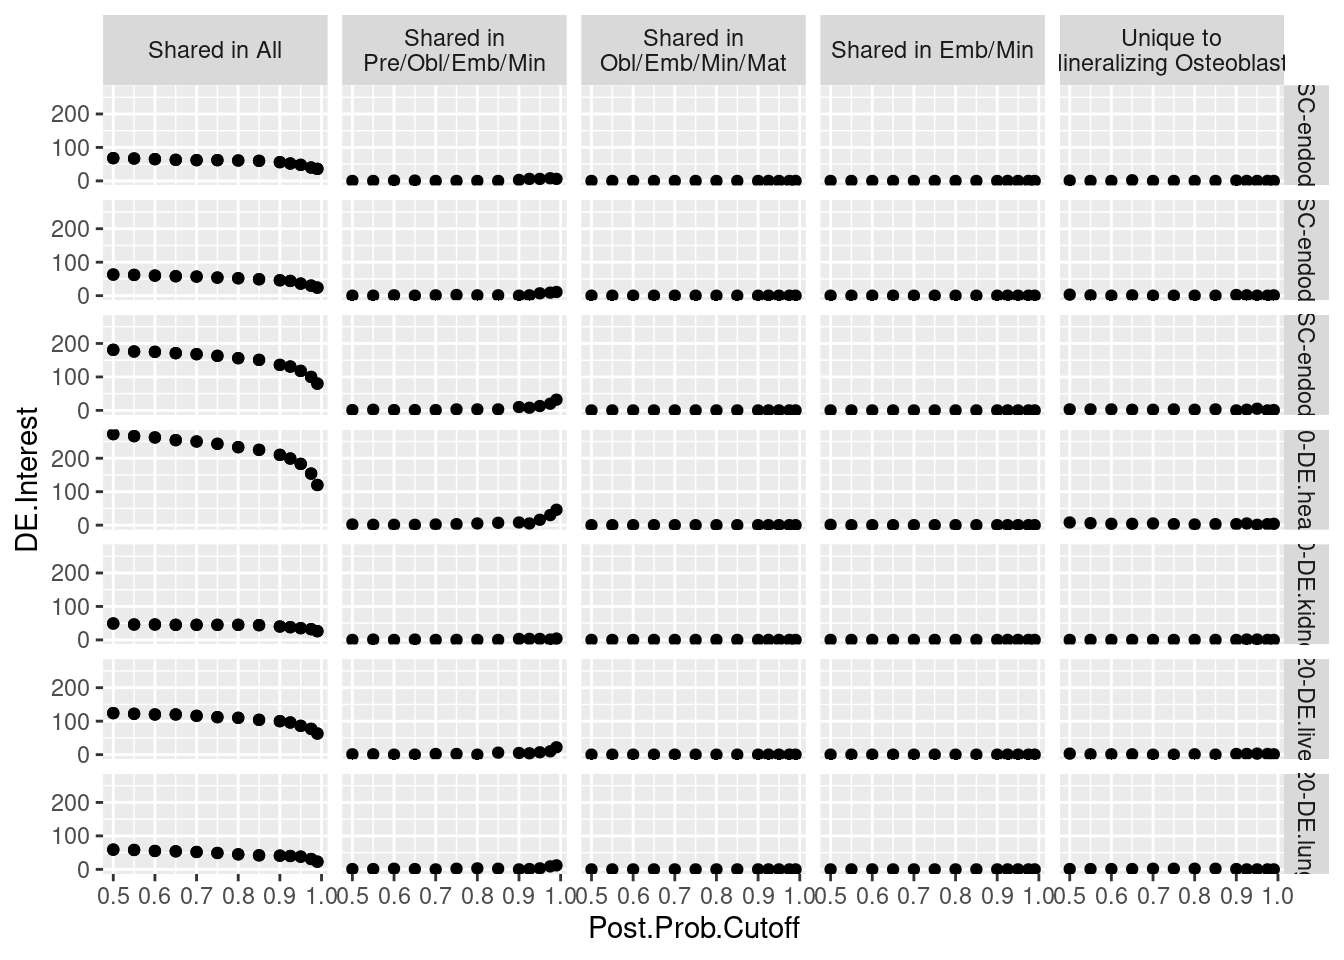 Shared in All
Shared in
Pre/Obl/Emb/Min
Shared in
Obl/Emb/Min/Mat
Shared in Emb/Min
Unique to
lineralizing Osteoblast
200
100
0
SC-endod
200
100
0
SC-endod
200
100
0
SC-endod
200
100
0
0-DE.hea
200
100
0
0-DE.kidn
200
100
0
20-DE.live
200
100
0
20-DE.lun
0.5 0.6 0.7 0.8 0.9 1.0
0.5 0.6 0.7 0.8 0.9 1.0
0.5 0.6 0.7 0.8 0.9 1.0
0.5 0.6 0.7 0.8 0.9 1.0
0.5 0.6 0.7 0.8 0.9 1.0
DE.Interest
Post.Prob.Cutoff